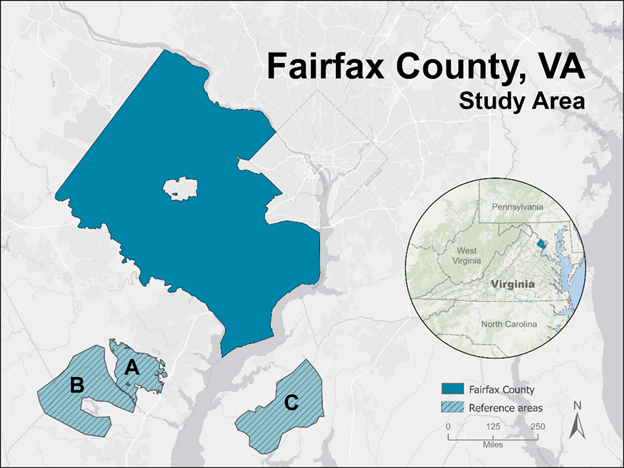 Fairfax County, VA
Study Area
Pennsylvania
West
Virginia
Virginia
North Carolina
A
B
C
Fairfax County
Reference areas
N
0 125 250
Miles